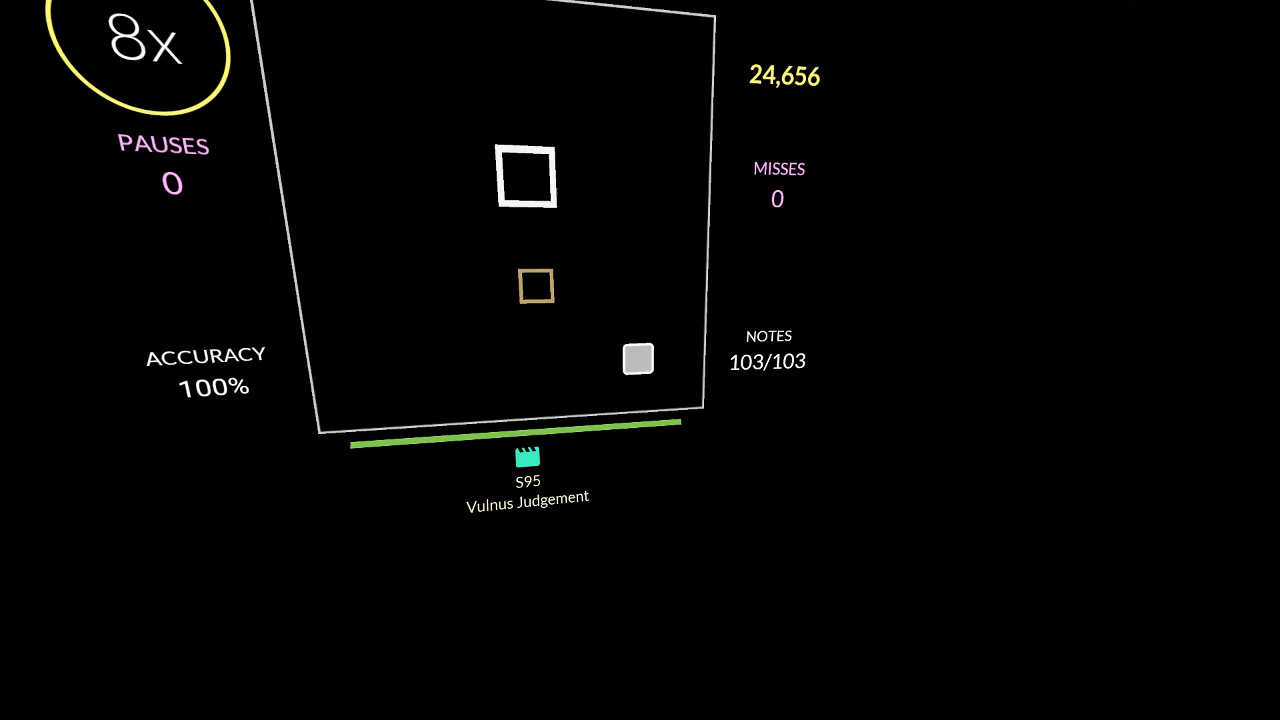 8x
24,656
PAUSES
0
MISSES
0
ACCURACY
100%
NOTES
103/103
S95
Vulnus Judgement